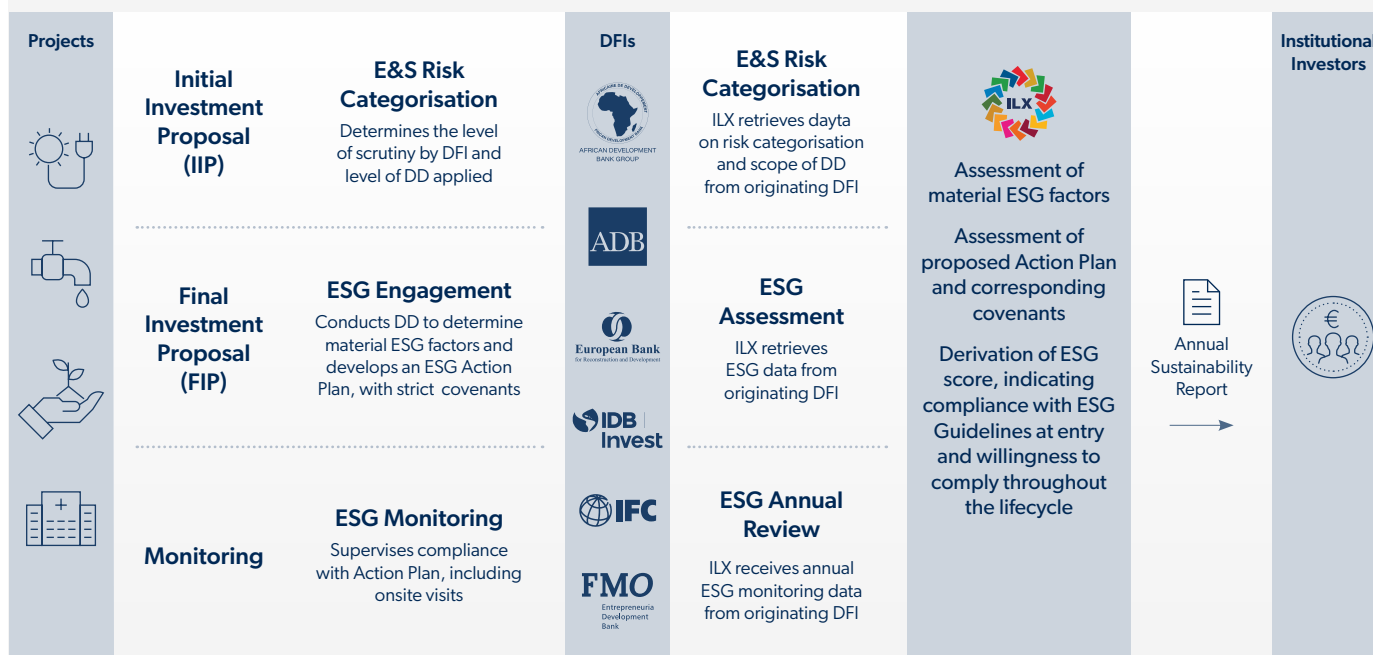 Projects
Initial
Investment
Proposal
(IIP)
E&S Risk
Categorisation
Determines the level
of scrutiny by DFI and
level of DD applied
Final
Investment
Proposal
(FIP)
ESG Engagement
Conducts DD to determine
material ESG factors and
develops an ESG Action
Plan, with strict covenants
Monitoring
ESG Monitoring
Supervises compliance
with Action Plan, including
onsite visits
DFIs
AFRICAN DEVELOPMENT
BANK GROUP
ADB
European Bank
for Reconstruction and Development
IDB
Invest
IFC
FMO
Entrepreneuria
Development
Bank
E&S Risk
Categorisation
ILX retrieves dayta
on risk categorisation
and scope of DD
from originating DFI
ESG
Assessment
ILX retrieves
ESG data from
originating DFI
ESG Annual
Review
ILX receives annual
ESG monitoring data
from originating DFI
ILX
Assessment of
material ESG factors
Assessment of
proposed Action Plan
and corresponding
covenants
Derivation of ESG
score, indicating
compliance with ESG
Guidelines at entry
and willingness to
comply throughout
the lifecycle
Annual
Sustainability
Report
Institutional
Investors
€